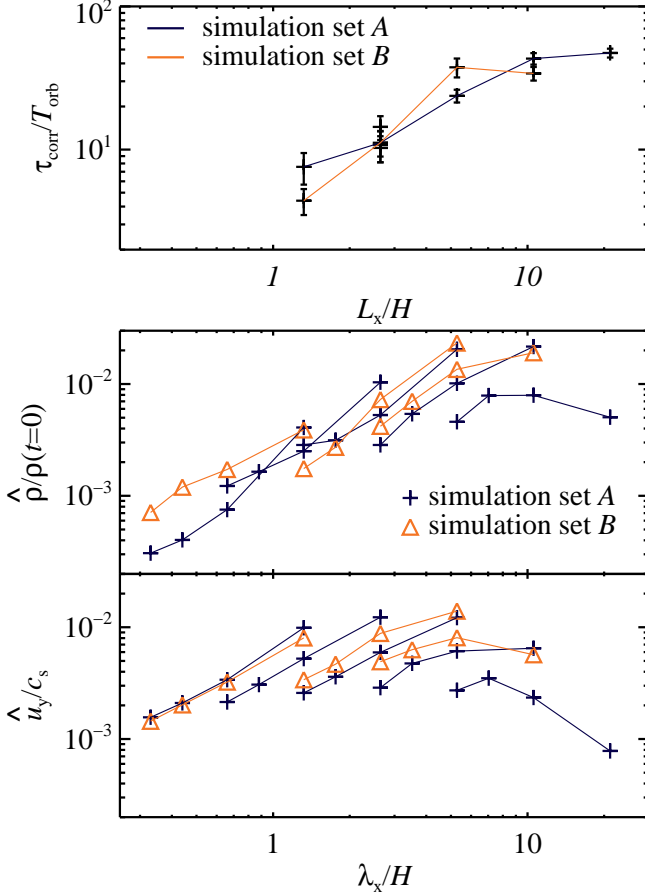 10²
simulation set A
simulation set B
τcorr/Torb
10¹
1 10
Lx/H
10⁻²
ρ̂/ρ(t=0)
10⁻³
simulation set A
simulation set B
10⁻²
ûy/cs
10⁻³
1 10
λx/H